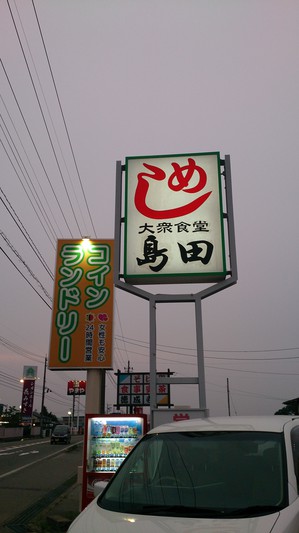 めし
大衆食堂
島田
コイン
ランドリー
女性も安心
24時間営業